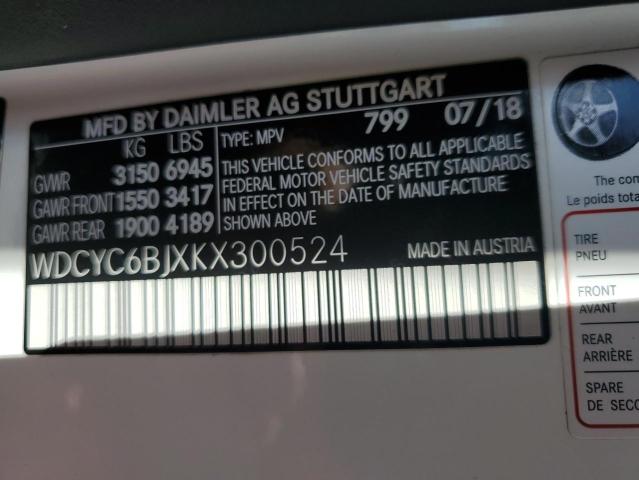 MFD BY DAIMLER AG STUTTGART
KG LBS TYPE: MPV 799 07/18
GVWR 3150 6945
GAWR FRONT 1550 3417
GAWR REAR 1900 4189
THIS VEHICLE CONFORMS TO ALL APPLICABLE
FEDERAL MOTOR VEHICLE SAFETY STANDARDS
IN EFFECT ON THE DATE OF MANUFACTURE
SHOWN ABOVE
WDCYC6BJXKX300524 MADE IN AUSTRIA
The com
Le poids total
TIRE
PNEU
FRONT
AVANT
REAR
ARRIÈRE
SPARE
DE SECO